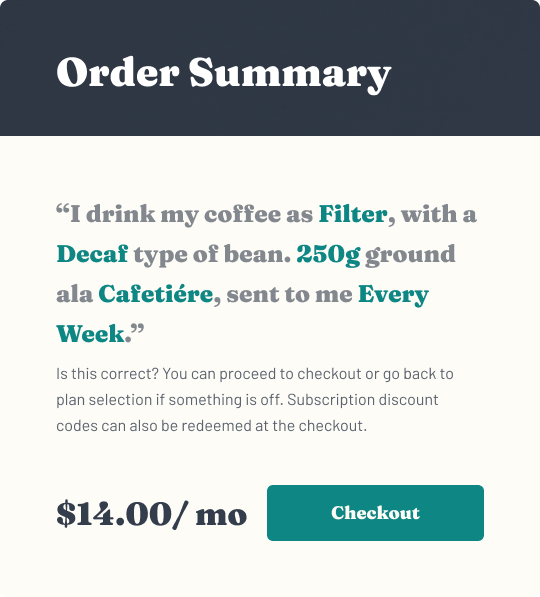 Order Summary
“I drink my coffee as Filter, with a
Decaf type of bean. 250g ground
ala Cafetiére, sent to me Every
Week.”
Is this correct? You can proceed to checkout or go back to
plan selection if something is off. Subscription discount
codes can also be redeemed at the checkout.
$14.00/ mo
Checkout